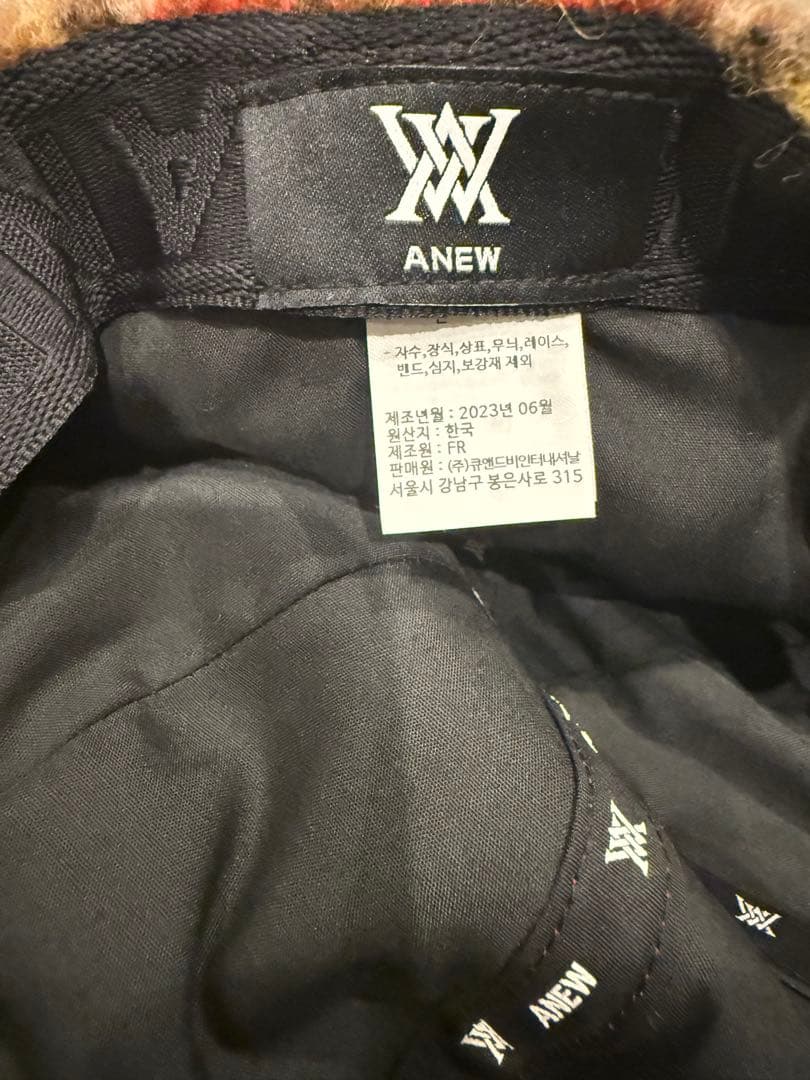 ANEW
- 자수,장식,상표,무늬,레이스,
밴드,심지,보강재 제외
제조년월 : 2023년 06월
원산지 : 한국
제조원 : FR
판매원 : (주)큐앤드비인터내셔날
서울시 강남구 봉은사로 315
ANEW